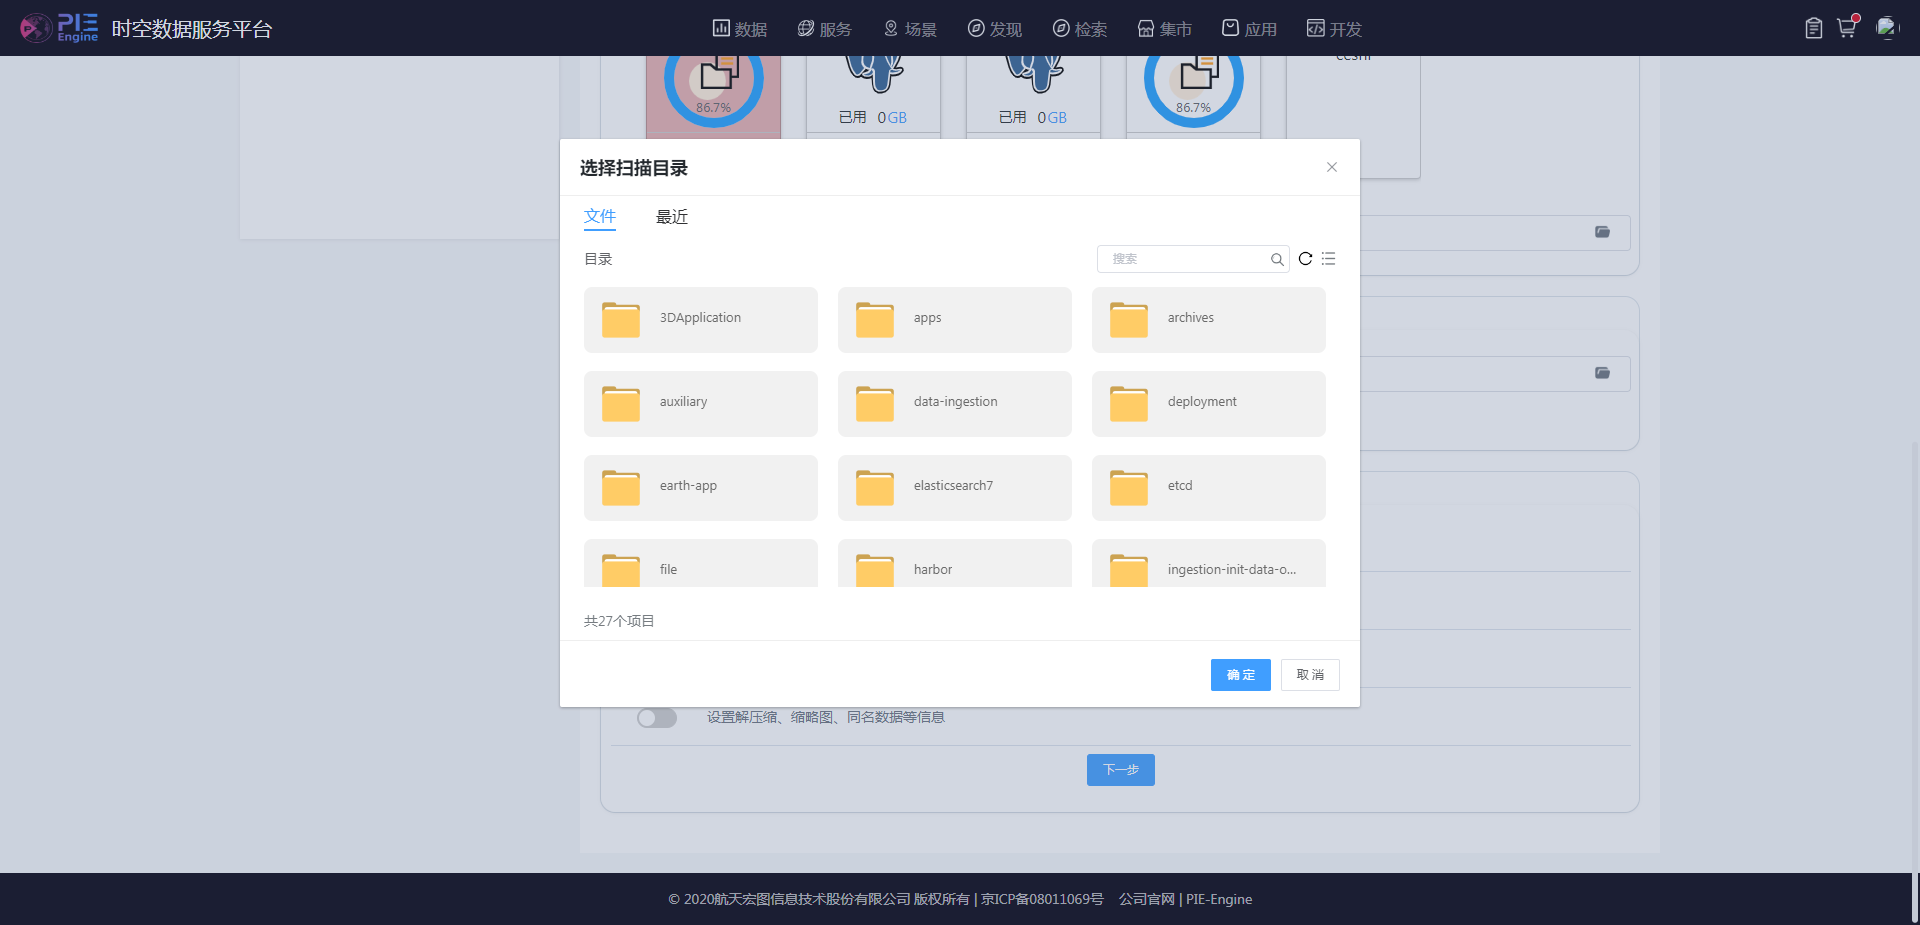 PIE Engine 时空数据服务平台 数据 服务 场景 发现 检索 集市 应用 开发
86.7% 已用 0GB 已用 0GB 86.7%
选择扫描目录
文件 最近
目录 搜索
3DApplication apps archives
auxiliary data-ingestion deployment
earth-app elasticsearch7 etcd
file harbor ingestion-init-data-o...
共27个项目
确定 取消
设置解压缩、缩略图、同名数据等信息
下一步
© 2020航天宏图信息技术股份有限公司 版权所有 | 京ICP备08011069号 公司官网 | PIE-Engine